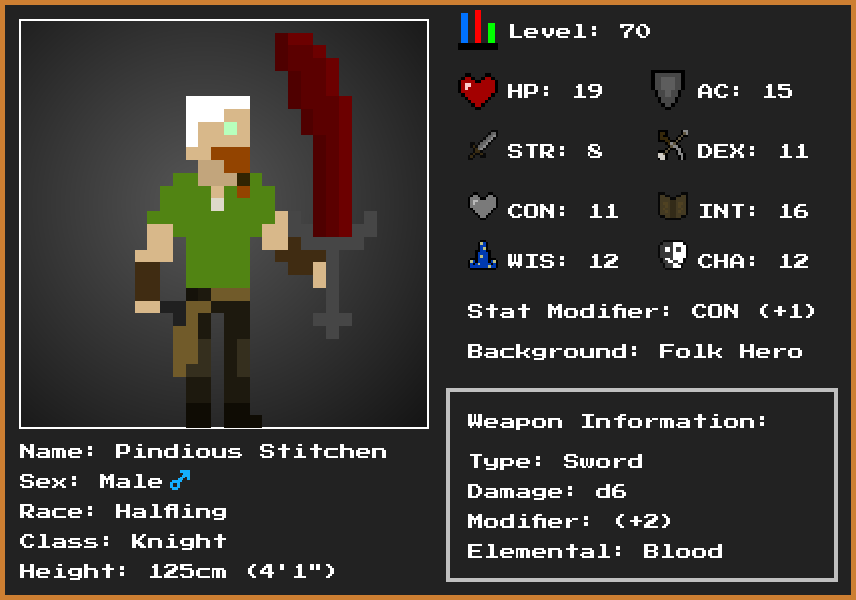 Level: 70
HP: 19
AC: 15
STR: 8
DEX: 11
CON: 11
INT: 16
WIS: 12
CHA: 12
Stat Modifier: CON (+1)
Background: Folk Hero
Weapon Information:
Type: Sword
Damage: d6
Modifier: (+2)
Elemental: Blood
Name: Pindious Stitchen
Sex: Male♂
Race: Halfling
Class: Knight
Height: 125cm (4'1")